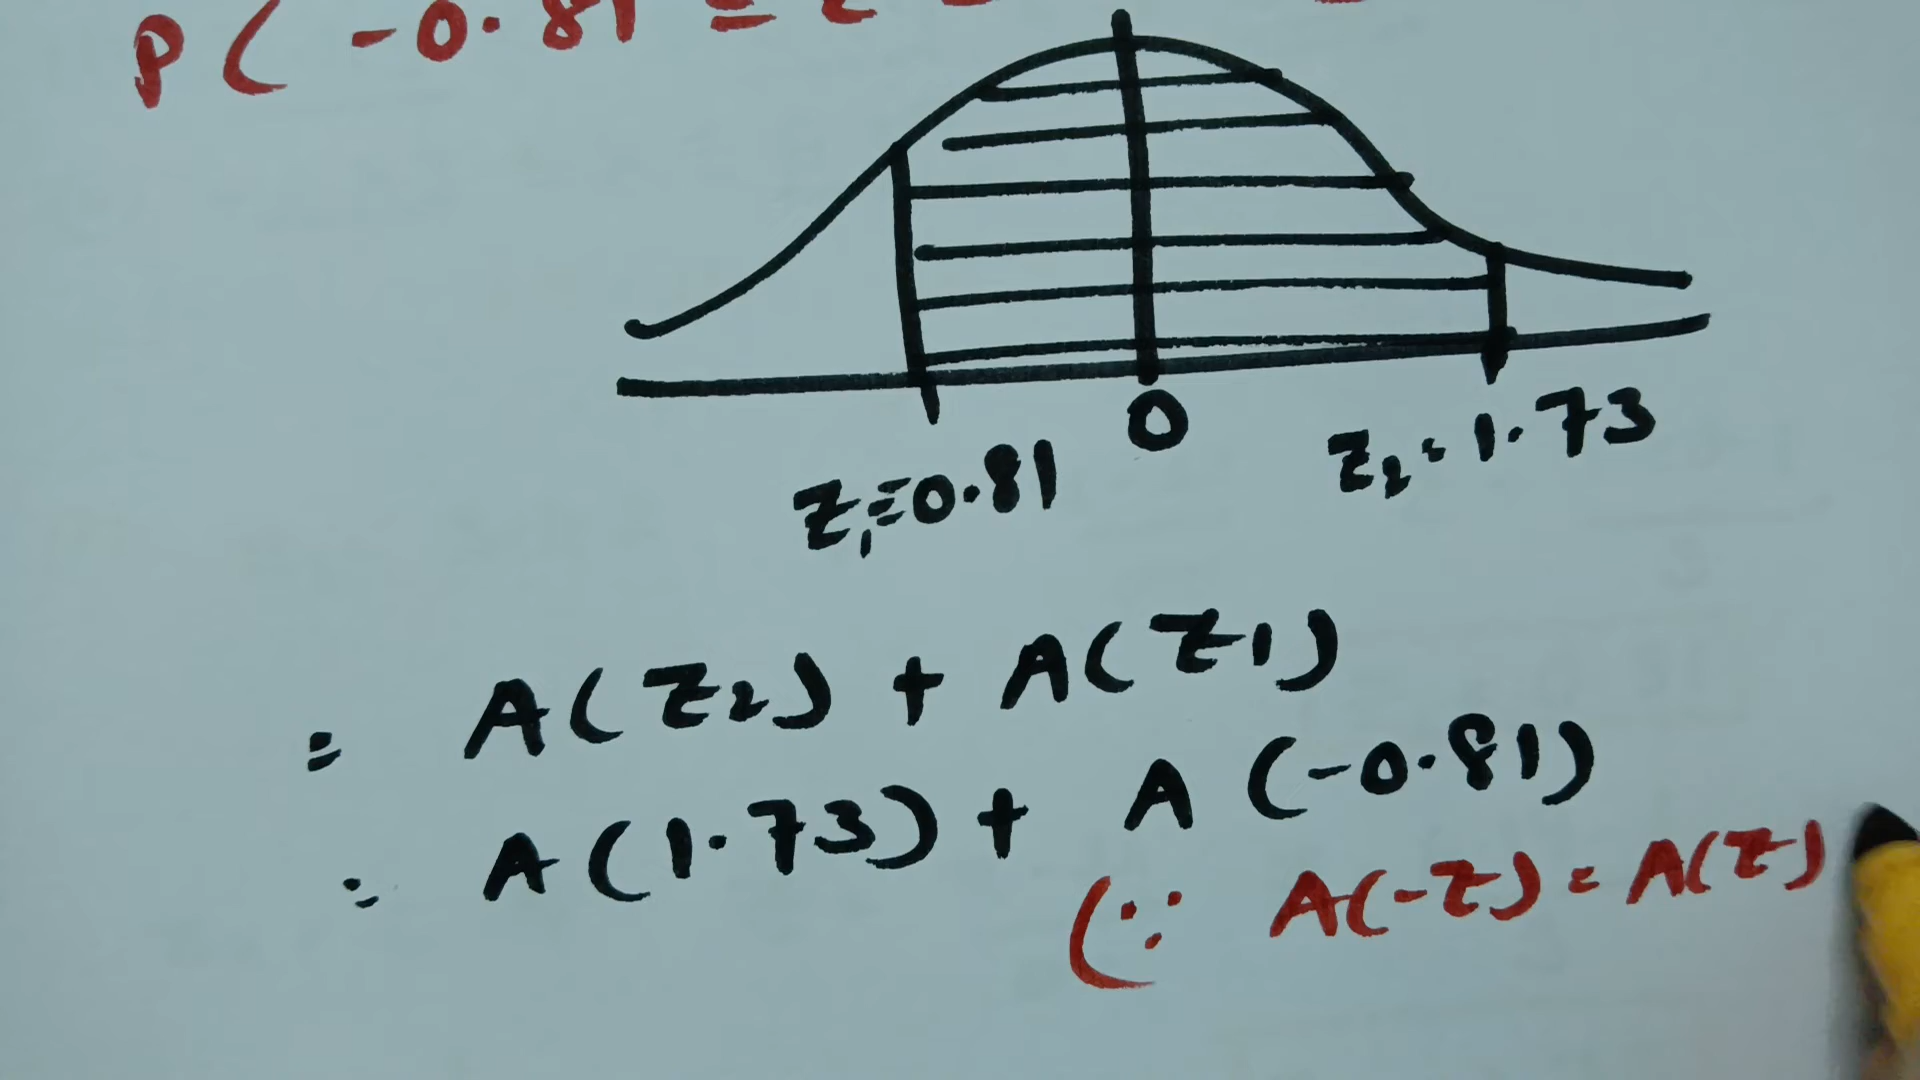 P ( -0.81 ≤ z
0
Z₁=-0.81
Z₂=1.73
= A(Z₂) + A(Z1)
= A(1.73) + A (-0.81)
(∵ A(-Z) = A(Z)